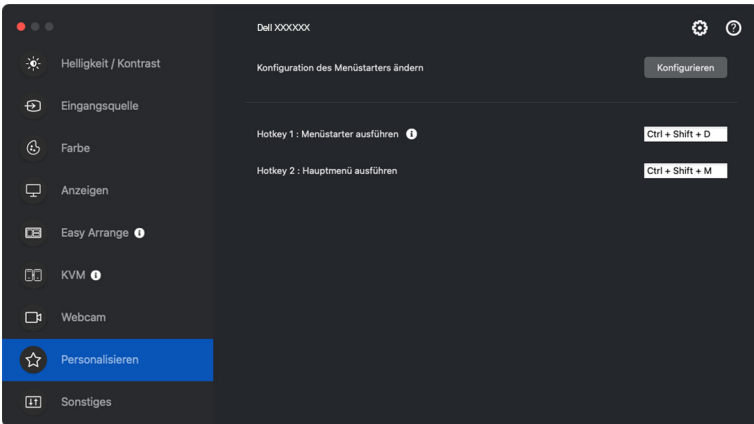 Dell XXXXXX
Helligkeit / Kontrast
Konfiguration des Menüstarters ändern
Konfigurieren
Eingangsquelle
Hotkey 1 : Menüstarter ausführen
Ctrl + Shift + D
Farbe
Hotkey 2 : Hauptmenü ausführen
Ctrl + Shift + M
Anzeigen
Easy Arrange
KVM
Webcam
Personalisieren
Sonstiges